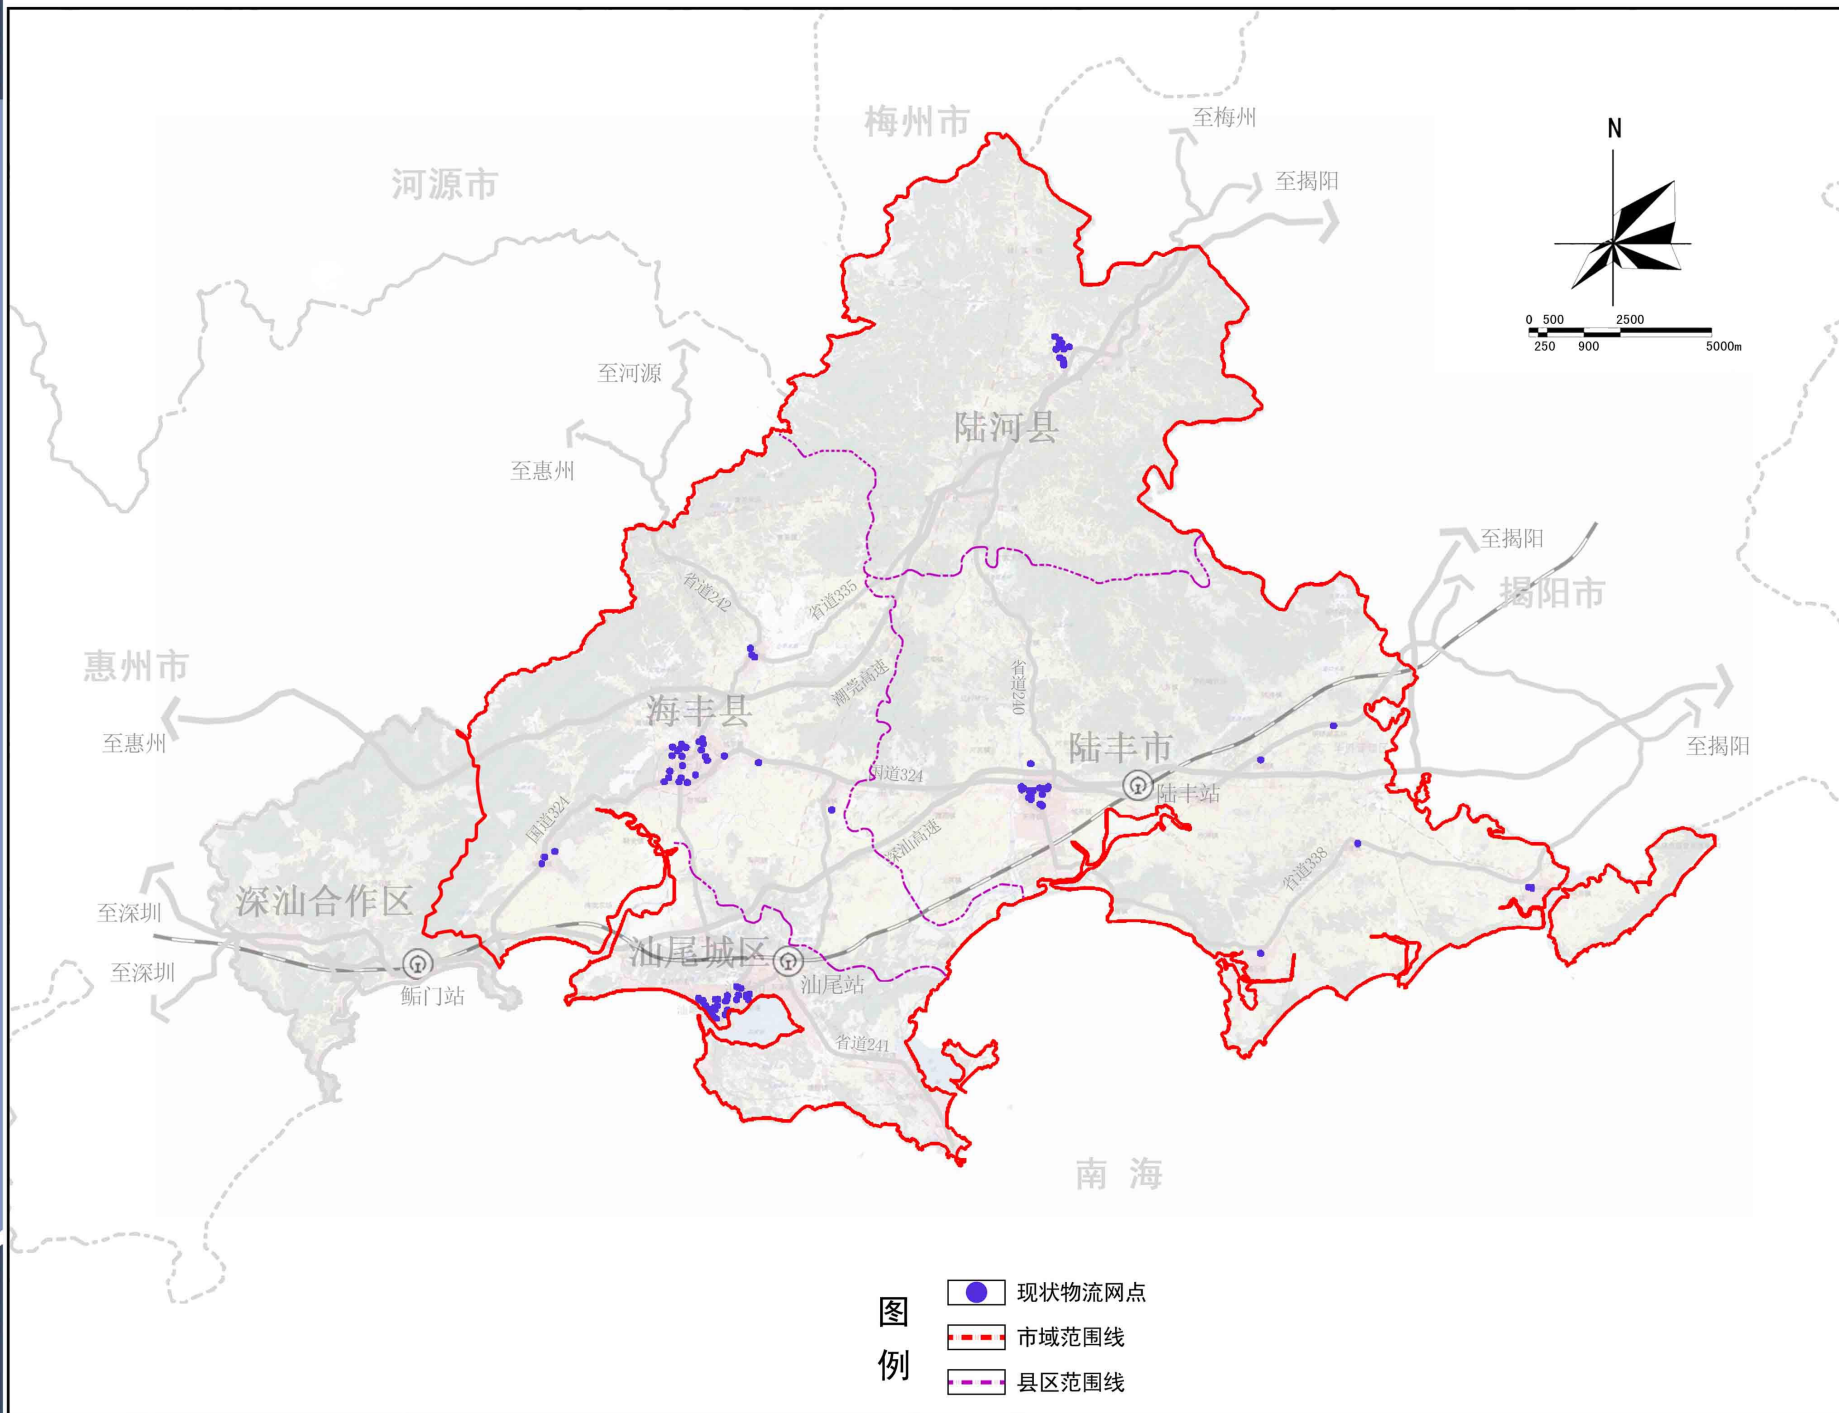 梅州市
至梅州
N
河源市
至揭阳
0 500 2500
250 900 5000m
至河源
陆河县
至惠州
至揭阳
揭阳市
省道242
省道335
惠州市
省道240
潮莞高速
海丰县
至惠州
陆丰市
至揭阳
国道324
陆丰站
国道324
深汕高速
省道338
深汕合作区
至深圳
汕尾城区
至深圳
汕尾站
鲘门站
省道241
南 海
图
例
现状物流网点
市域范围线
县区范围线